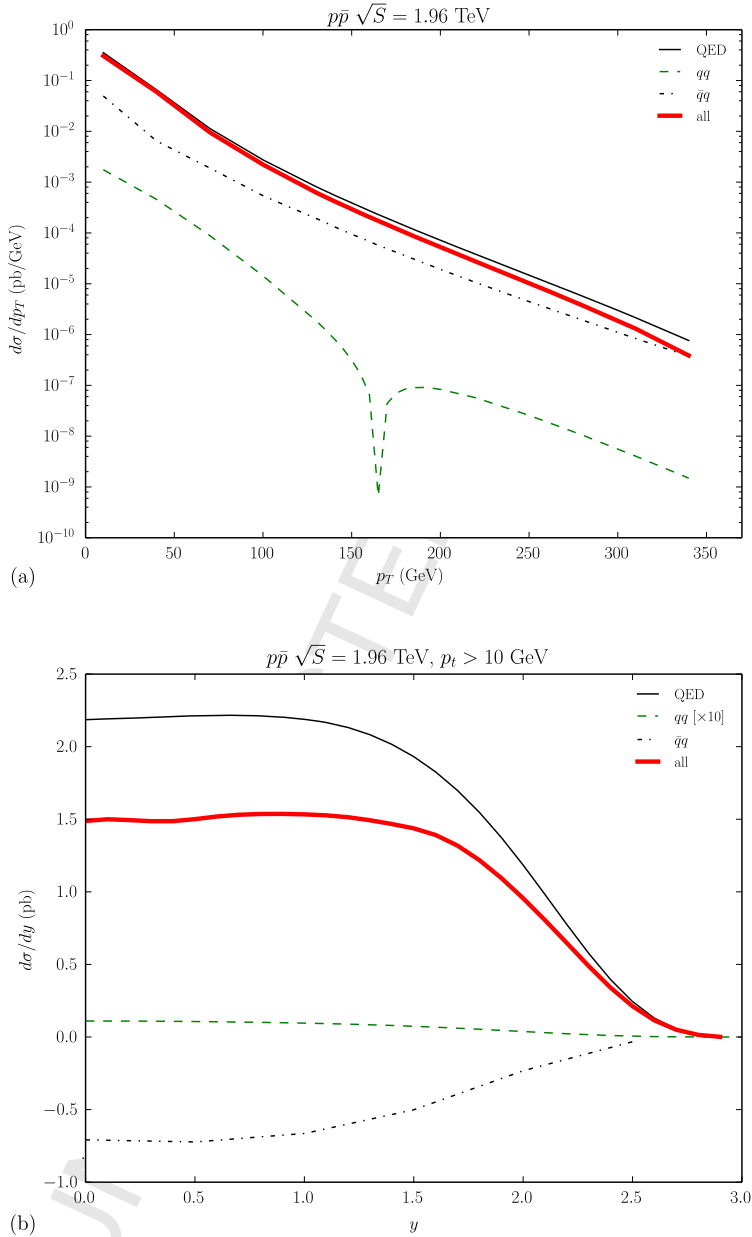 pp̄ √S = 1.96 TeV
10⁰
10⁻¹
10⁻²
10⁻³
10⁻⁴
10⁻⁵
10⁻⁶
10⁻⁷
10⁻⁸
10⁻⁹
10⁻¹⁰
dσ/dp_T (pb/GeV)
QED
qq
q̄q
all
0 50 100 150 200 250 300 350
p_T (GeV)
(a)
pp̄ √S = 1.96 TeV, p_t > 10 GeV
2.5
2.0
1.5
1.0
0.5
0.0
−0.5
−1.0
dσ/dy (pb)
QED
qq [×10]
q̄q
all
0.0 0.5 1.0 1.5 2.0 2.5 3.0
y
(b)